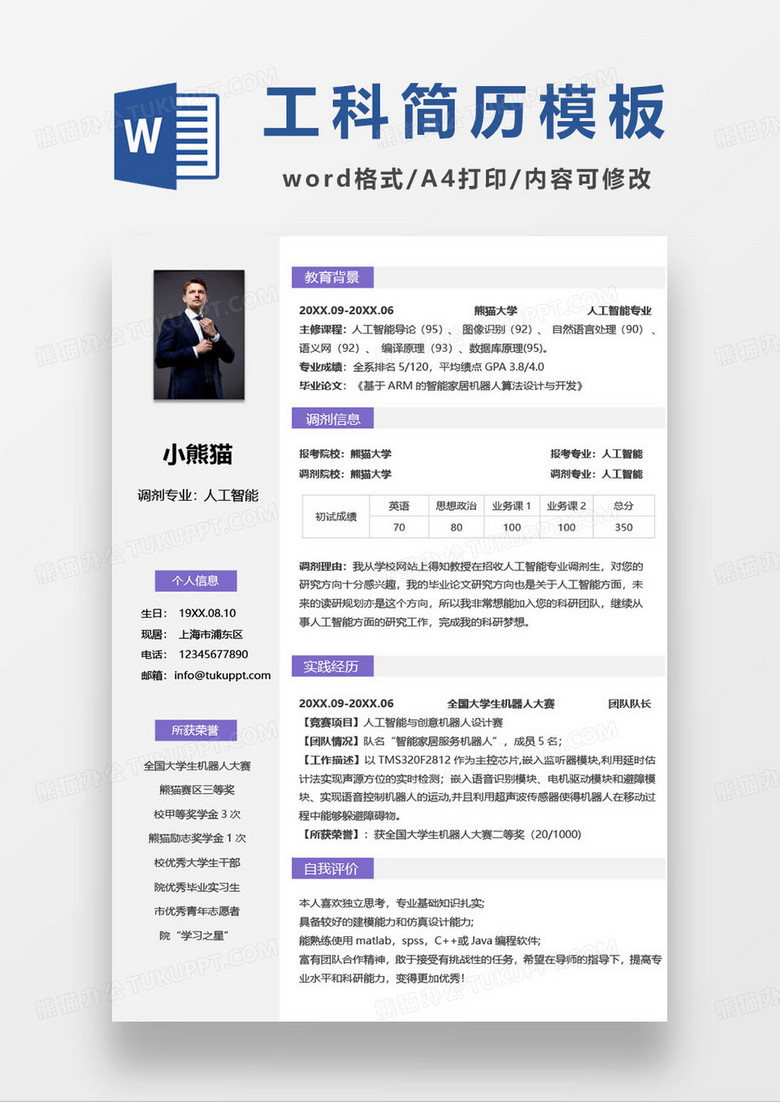 W
工科简历模板
word格式/A4打印/内容可修改
小熊猫
调剂专业：人工智能
个人信息
生日： 19XX.08.10
现居： 上海市浦东区
电话： 12345677890
邮箱：info@tukuppt.com
所获荣誉
全国大学生机器人大赛
熊猫赛区三等奖
校甲等奖学金 3 次
熊猫励志奖学金 1 次
校优秀大学生干部
院优秀毕业实习生
市优秀青年志愿者
院“学习之星”
教育背景
20XX.09-20XX.06 熊猫大学 人工智能专业
主修课程：人工智能导论（95）、 图像识别（92）、 自然语言处理（90）、
语义网（92）、 编译原理（93）、数据库原理(95)。
专业成绩：全系排名 5/120，平均绩点 GPA 3.8/4.0
毕业论文：《基于 ARM 的智能家居机器人算法设计与开发》
调剂信息
报考院校：熊猫大学 报考专业：人工智能
调剂院校：熊猫大学 调剂专业：人工智能
初试成绩 英语 思想政治 业务课 1 业务课 2 总分
70 80 100 100 350
调剂理由：我从学校网站上得知教授在招收人工智能专业调剂生，对您的
研究方向十分感兴趣，我的毕业论文研究方向也是关于人工智能方面，未
来的读研规划亦是这个方向，所以我非常想能加入您的科研团队，继续从
事人工智能方面的研究工作，完成我的科研梦想。
实践经历
20XX.09-20XX.06 全国大学生机器人大赛 团队队长
【竞赛项目】人工智能与创意机器人设计赛
【团队情况】队名“智能家居服务机器人”，成员 5 名；
【工作描述】以 TMS320F2812 作为主控芯片,嵌入监听器模块,利用延时估
计法实现声源方位的实时检测；嵌入语音识别模块、电机驱动模块和避障模
块、实现语音控制机器人的运动,并且利用超声波传感器使得机器人在移动过
程中能够躲避障碍物。
【所获荣誉】：获全国大学生机器人大赛二等奖（20/1000)
自我评价
本人喜欢独立思考，专业基础知识扎实;
具备较好的建模能力和仿真设计能力;
能熟练使用 matlab，spss，C++或 Java 编程软件;
富有团队合作精神，敢于接受有挑战性的任务，希望在导师的指导下，提高专
业水平和科研能力，变得更加优秀！
熊猫办公 TUKUPPT.COM